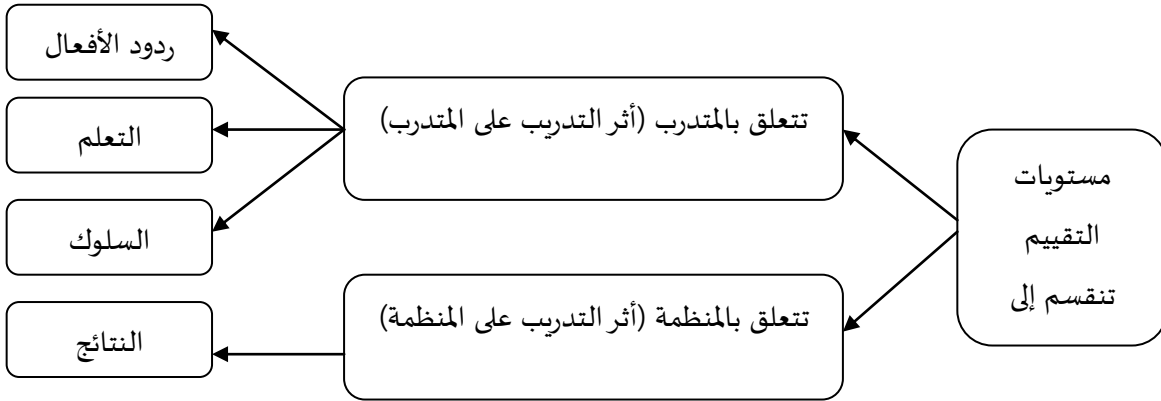 مستويات
التقييم
تنقسم إلى
تتعلق بالمتدرب (أثر التدريب على المتدرب)
ردود الأفعال
التعلم
السلوك
تتعلق بالمنظمة (أثر التدريب على المنظمة)
النتائج